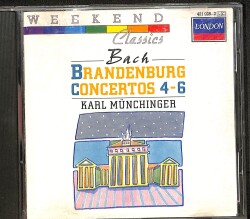 WEEKEND
Classics
LONDON
Bach
BRANDENBURG
CONCERTOS 4-6
KARL MÜNCHINGER